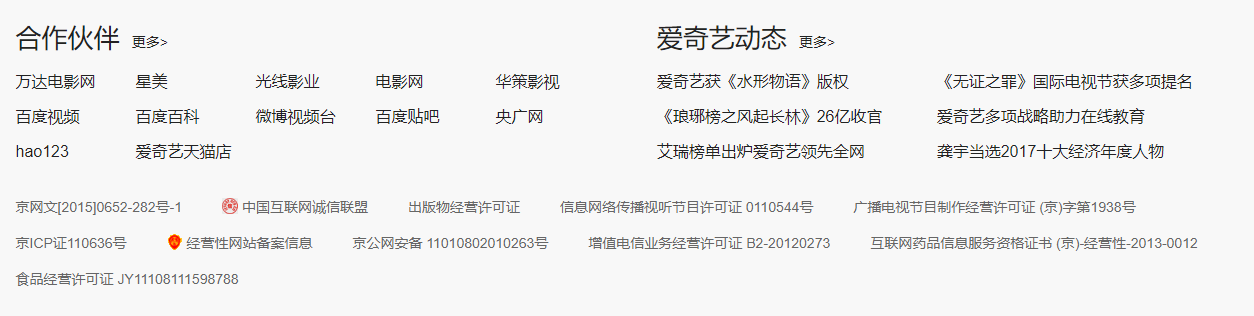 合作伙伴 更多>
万达电影网 星美 光线影业 电影网 华策影视
百度视频 百度百科 微博视频台 百度贴吧 央广网
hao123 爱奇艺天猫店
爱奇艺动态 更多>
爱奇艺获《水形物语》版权 《无证之罪》国际电视节获多项提名
《琅琊榜之风起长林》26亿收官 爱奇艺多项战略助力在线教育
艾瑞榜单出炉爱奇艺领先全网 龚宇当选2017十大经济年度人物
京网文[2015]0652-282号-1 中国互联网诚信联盟 出版物经营许可证 信息网络传播视听节目许可证 0110544号 广播电视节目制作经营许可证 (京)字第1938号
京ICP证110636号 经营性网站备案信息 京公网安备 11010802010263号 增值电信业务经营许可证 B2-20120273 互联网药品信息服务资格证书 (京)-经营性-2013-0012
食品经营许可证 JY11108111598788